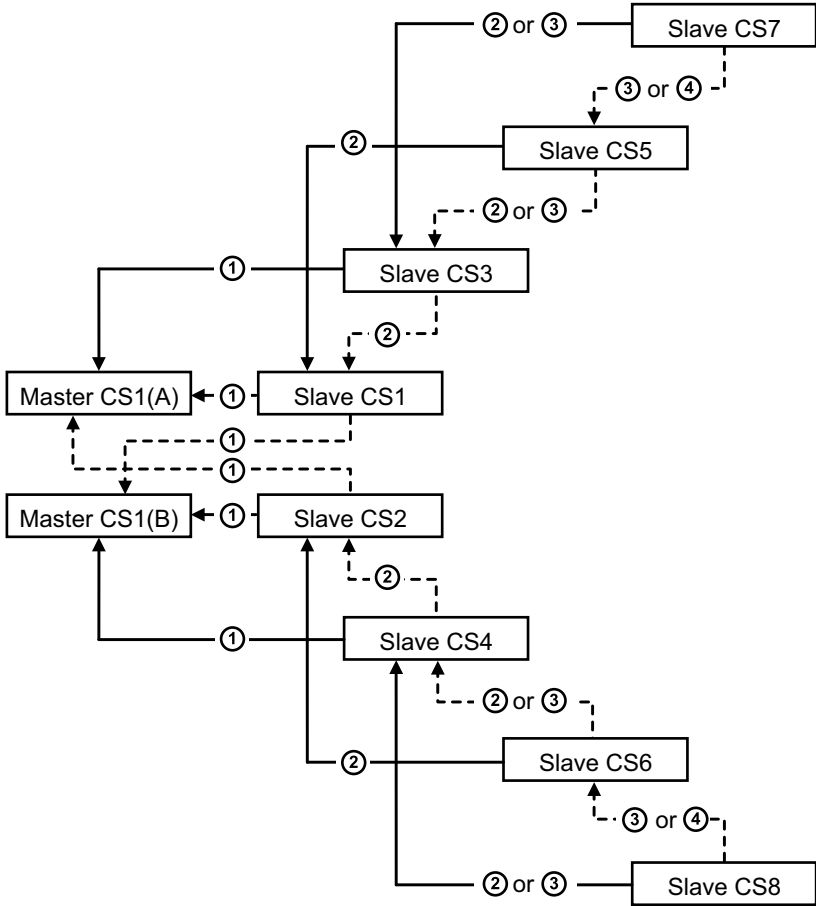 ② or ③
Slave CS7
③ or ④
②
Slave CS5
② or ③
①
Slave CS3
②
Master CS1(A)
①
Slave CS1
①
①
Master CS1(B)
①
Slave CS2
②
①
Slave CS4
② or ③
②
Slave CS6
③ or ④
② or ③
Slave CS8